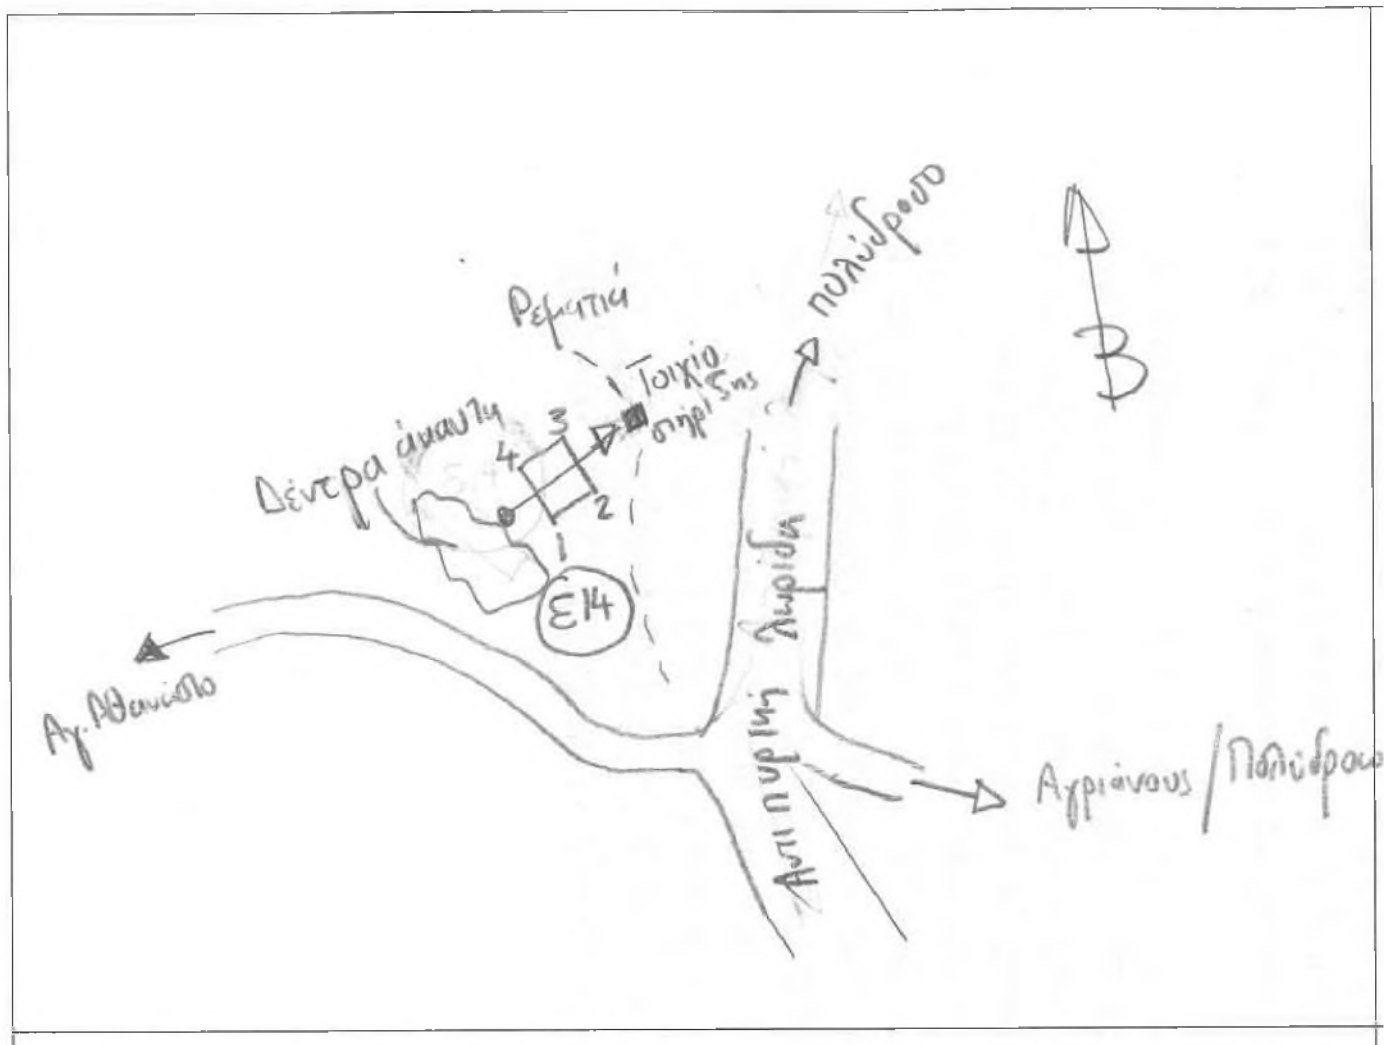 πολύδροσο
Ρεματιά
Τοιχίο
στήριξης
Δέντρα άκαυτα
3
4
2
1
Ε14
Β
Αντιπυρική λωρίδα
Αγ. Αθανάσιο
Αγριάνους / Πολύδροσο